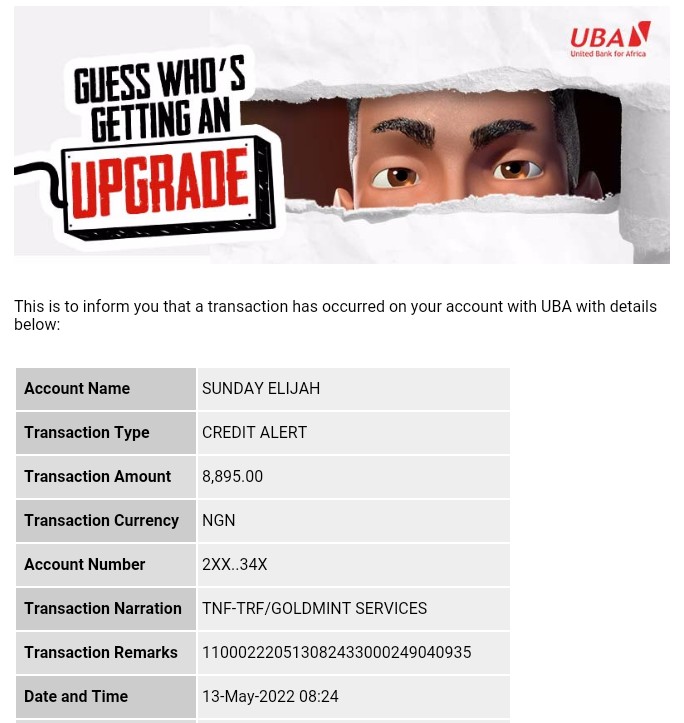 UBA
United Bank for Africa
GUESS WHO'S
GETTING AN
UPGRADE
This is to inform you that a transaction has occurred on your account with UBA with details
below:
Account Name SUNDAY ELIJAH
Transaction Type CREDIT ALERT
Transaction Amount 8,895.00
Transaction Currency NGN
Account Number 2XX..34X
Transaction Narration TNF-TRF/GOLDMINT SERVICES
Transaction Remarks 110002220513082433000249040935
Date and Time 13-May-2022 08:24